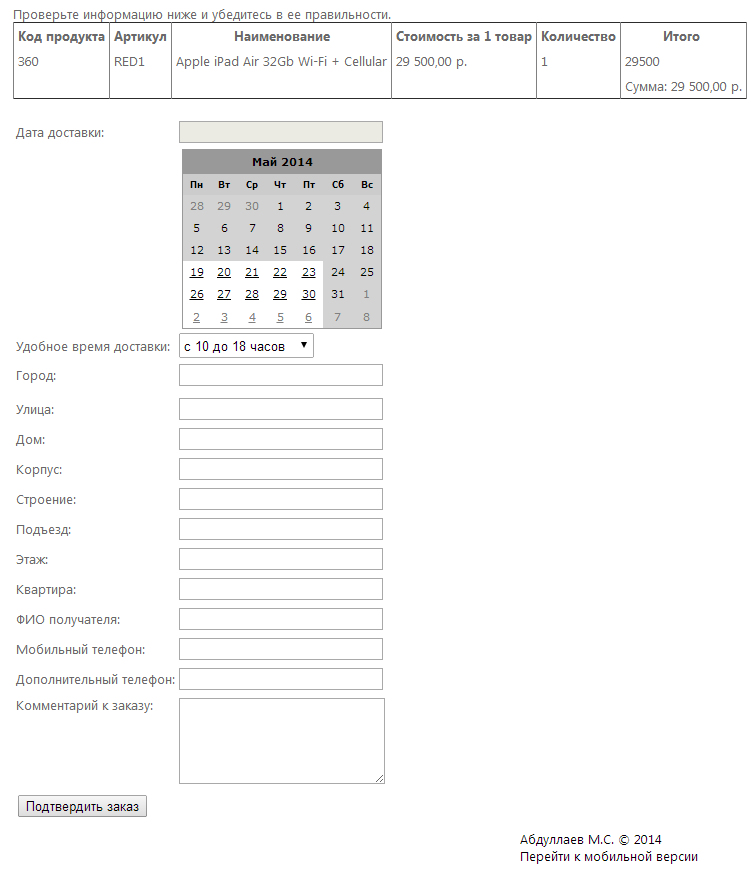 Проверьте информацию ниже и убедитесь в ее правильности.
Код продукта Артикул Наименование Стоимость за 1 товар Количество Итого
360 RED1 Apple iPad Air 32Gb Wi-Fi + Cellular 29 500,00 р. 1 29500
Сумма: 29 500,00 р.
Дата доставки:
Май 2014
Пн Вт Ср Чт Пт Сб Вс
28 29 30 1 2 3 4
5 6 7 8 9 10 11
12 13 14 15 16 17 18
19 20 21 22 23 24 25
26 27 28 29 30 31 1
2 3 4 5 6 7 8
Удобное время доставки: с 10 до 18 часов
Город:
Улица:
Дом:
Корпус:
Строение:
Подъезд:
Этаж:
Квартира:
ФИО получателя:
Мобильный телефон:
Дополнительный телефон:
Комментарий к заказу:
Подтвердить заказ
Абдуллаев М.С. © 2014
Перейти к мобильной версии